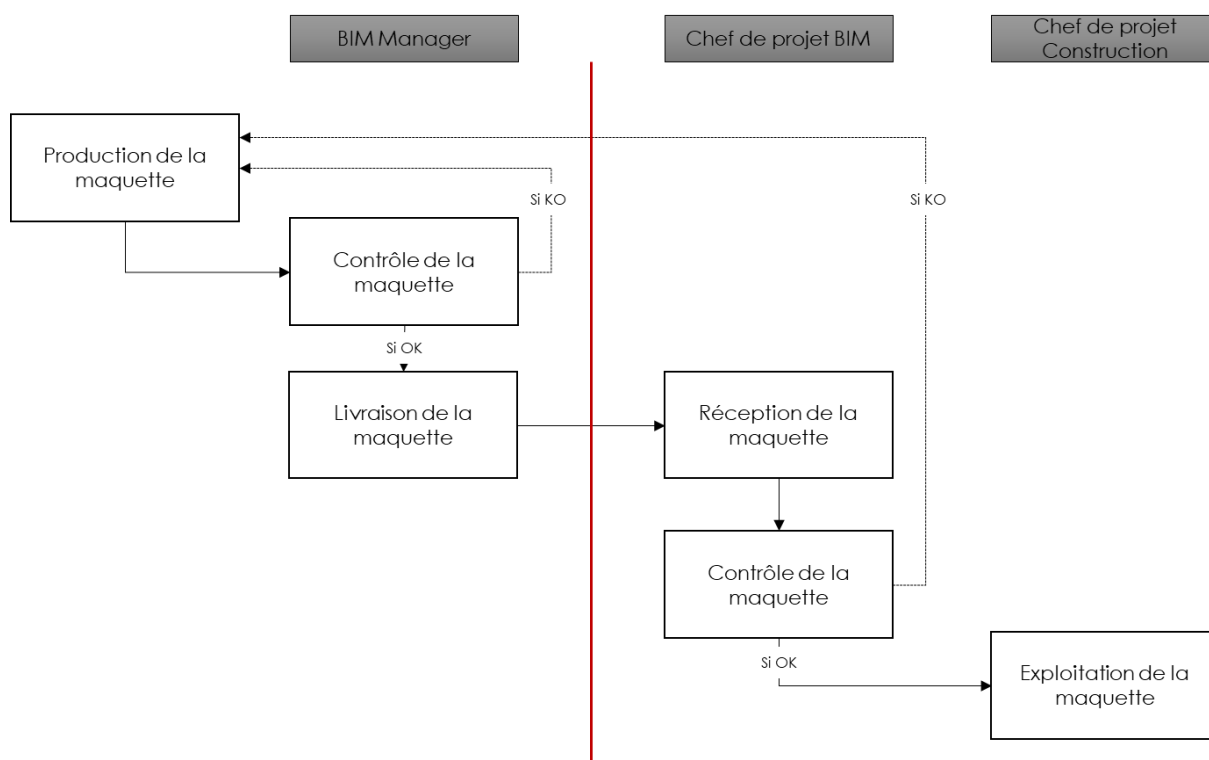 BIM Manager
Chef de projet BIM
Chef de projet
Construction
Production de la
maquette
Si KO
Si KO
Contrôle de la
maquette
Si OK
Livraison de la
maquette
Réception de la
maquette
Contrôle de la
maquette
Si OK
Exploitation de la
maquette